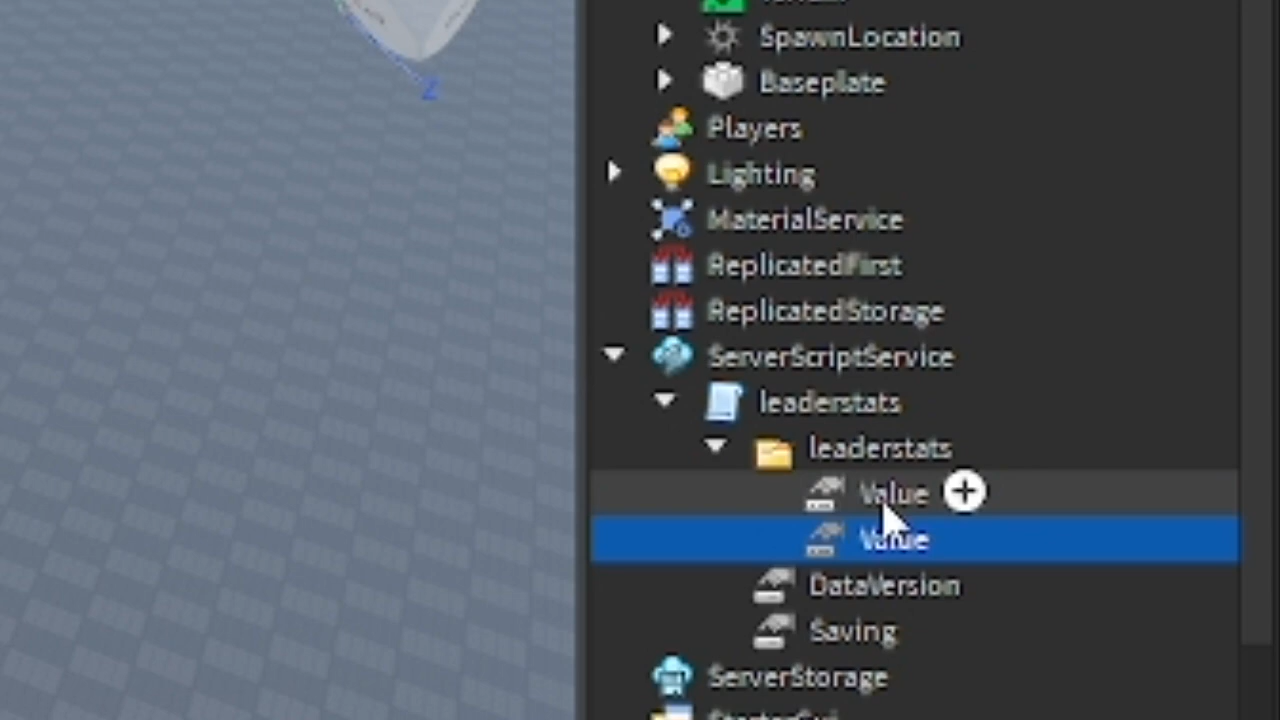 SpawnLocation
Baseplate
Players
Lighting
MaterialService
ReplicatedFirst
ReplicatedStorage
ServerScriptService
leaderstats
leaderstats
Value
Value
DataVersion
Saving
ServerStorage
Z